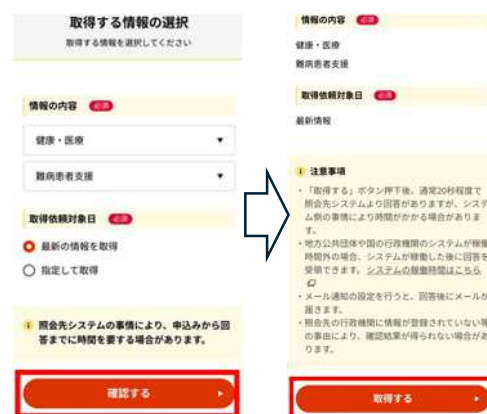 取得する情報の選択
取得する情報を選択してください
情報の内容 必須
健康・医療
難病患者支援
取得依頼対象日 必須
最新の情報を取得
指定して取得
照会先システムの事情により、申込みから回
答までに時間を要する場合があります。
確認する
情報の内容 必須
健康・医療
難病患者支援
取得依頼対象日 必須
最新情報
注意事項
・「取得する」ボタン押下後、通常20秒程度で
照会先システムより回答がありますが、システ
ム側の事情により時間がかかる場合がありま
す。
・地方公共団体や国の行政機関のシステムが稼働
時間外の場合、システムが稼働した後に回答を
受領できます。システムの稼働時間はこちら
・メール通知の設定を行うと、回答後にメールが
届きます。
・照会先の行政機関に情報が登録されていない等
の事由により、確認結果が得られない場合があ
ります。
取得する